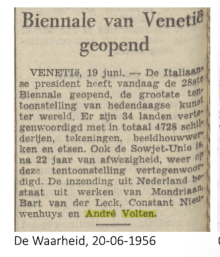 Biennale van Venetië
geopend
VENETIË, 19 juni. — De Italiaan-
se president heeft vandaag de 28ste
Biennale geopend, de grootste ten-
toonstelling van hedendaagse kunst
ter wereld. Er zijn 34 landen verte-
genwoordigd met in totaal 4728 schil-
derijen, tekeningen, beeldhouwwer-
ken en etsen. Ook de Sowjet-Unie is
na 22 jaar van afwezigheid, weer op
deze tentoonstelling vertegenwoor-
digd. De inzending uit Nederland be-
staat uit werken van Mondriaan,
Bart van der Leck, Constant Nieu-
wenhuys en André Volten.
De Waarheid, 20-06-1956